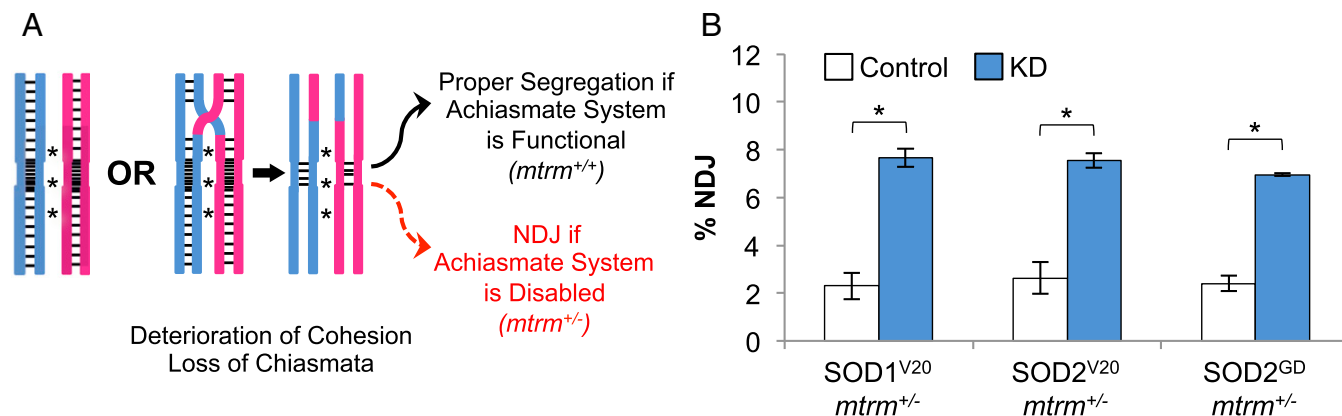 A
OR
* * *
* * *
* * *
Proper Segregation if
Achiasmate System
is Functional
(mtrm+/+)
NDJ if
Achiasmate System
is Disabled
(mtrm+/-)
Deterioration of Cohesion
Loss of Chiasmata
B
% NDJ
12
10
8
6
4
2
0
Control KD
* * *
SOD1V20 SOD2V20 SOD2GD
mtrm+/- mtrm+/- mtrm+/-